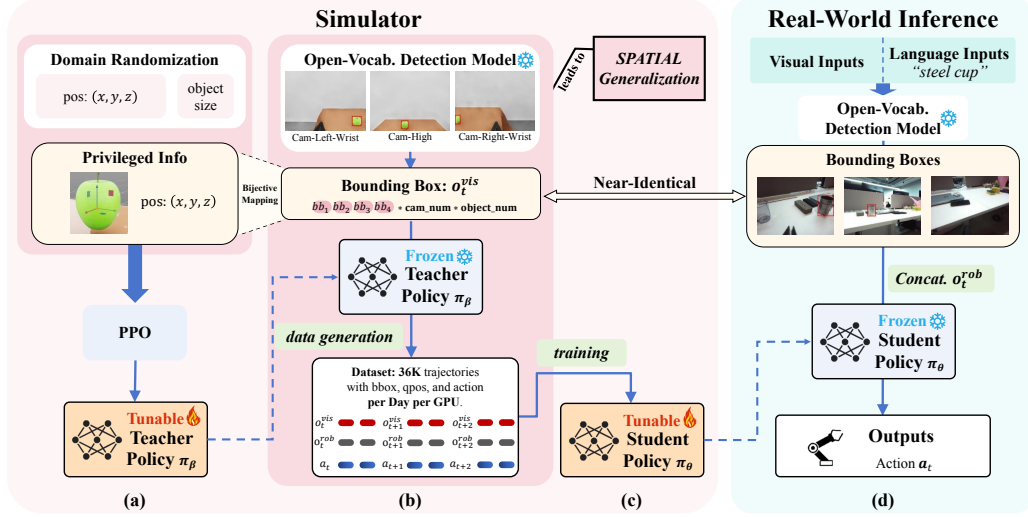 Simulator
Domain Randomization
pos: (x, y, z)
object
size
Privileged Info
pos: (x, y, z)
Bijective
Mapping
PPO
Tunable
Teacher
Policy π_β
(a)
Open-Vocab. Detection Model
Cam-Left-Wrist
Cam-High
Cam-Right-Wrist
Bounding Box: o_t^{vis}
bb_1 bb_2 bb_3 bb_4 * cam_num * object_num
Frozen
Teacher
Policy π_β
data generation
Dataset: 36K trajectories
with bbox, qpos, and action
per Day per GPU.
o_t^{vis} o_{t+1}^{vis} o_{t+2}^{vis}
o_t^{rob} o_{t+1}^{rob} o_{t+2}^{rob}
a_t a_{t+1} a_{t+2}
(b)
leads to
SPATIAL
Generalization
Near-Identical
training
Tunable
Student
Policy π_θ
(c)
Real-World Inference
Visual Inputs
Language Inputs
“steel cup”
Open-Vocab.
Detection Model
Bounding Boxes
Concat. o_t^{rob}
Frozen
Student
Policy π_θ
Outputs
Action a_t
(d)